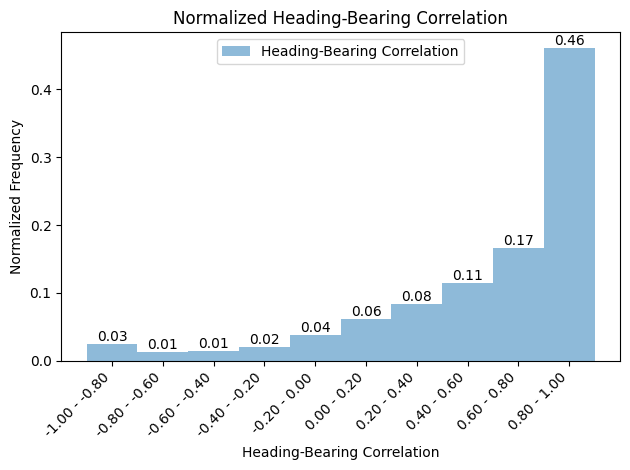 Normalized Heading-Bearing Correlation
Heading-Bearing Correlation
Normalized Frequency
0.4
0.3
0.2
0.1
0.0
0.03
0.01
0.01
0.02
0.04
0.06
0.08
0.11
0.17
0.46
-1.00 - -0.80
-0.80 - -0.60
-0.60 - -0.40
-0.40 - -0.20
-0.20 - 0.00
0.00 - 0.20
0.20 - 0.40
0.40 - 0.60
0.60 - 0.80
0.80 - 1.00
Heading-Bearing Correlation